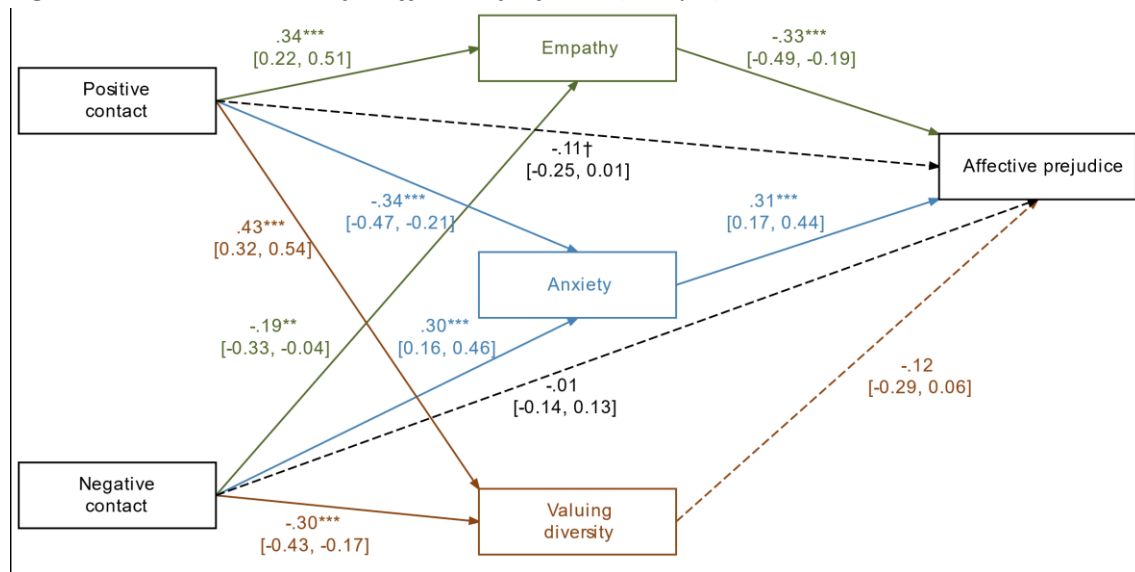 .34***
[0.22, 0.51]
Empathy
-.33***
[-0.49, -0.19]
Positive
contact
-.11†
[-0.25, 0.01]
Affective prejudice
-.34***
[-0.47, -0.21]
.31***
[0.17, 0.44]
.43***
[0.32, 0.54]
Anxiety
-.19**
[-0.33, -0.04]
.30***
[0.16, 0.46]
-.01
[-0.14, 0.13]
-.12
[-0.29, 0.06]
Negative
contact
-.30***
[-0.43, -0.17]
Valuing
diversity